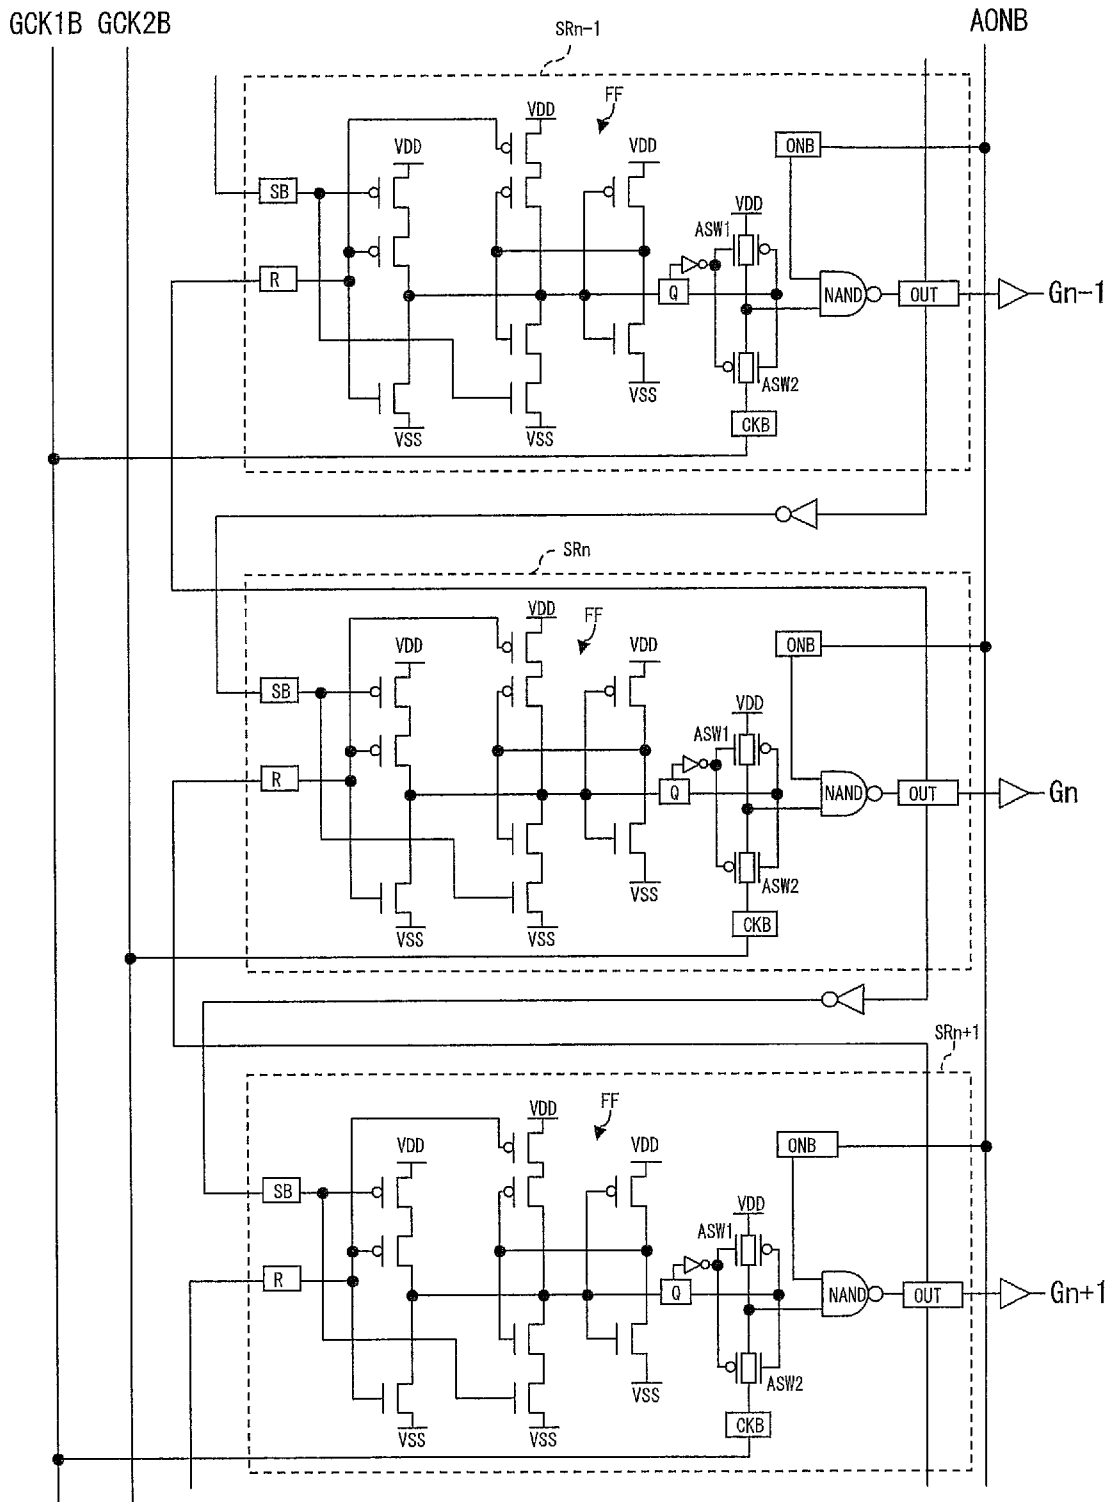 GCK1B GCK2B AONB
SRn-1
FF
VDD
VDD VDD
ONB
SB
VDD
ASW1
R
Q
NAND
OUT
Gn-1
ASW2
VSS
CKB
VSS VSS
SRn
FF
VDD
VDD VDD
ONB
SB
VDD
ASW1
R
Q
NAND
OUT
Gn
ASW2
VSS
CKB
VSS VSS
SRn+1
FF
VDD
VDD VDD
ONB
SB
VDD
ASW1
R
Q
NAND
OUT
Gn+1
ASW2
VSS
CKB
VSS VSS